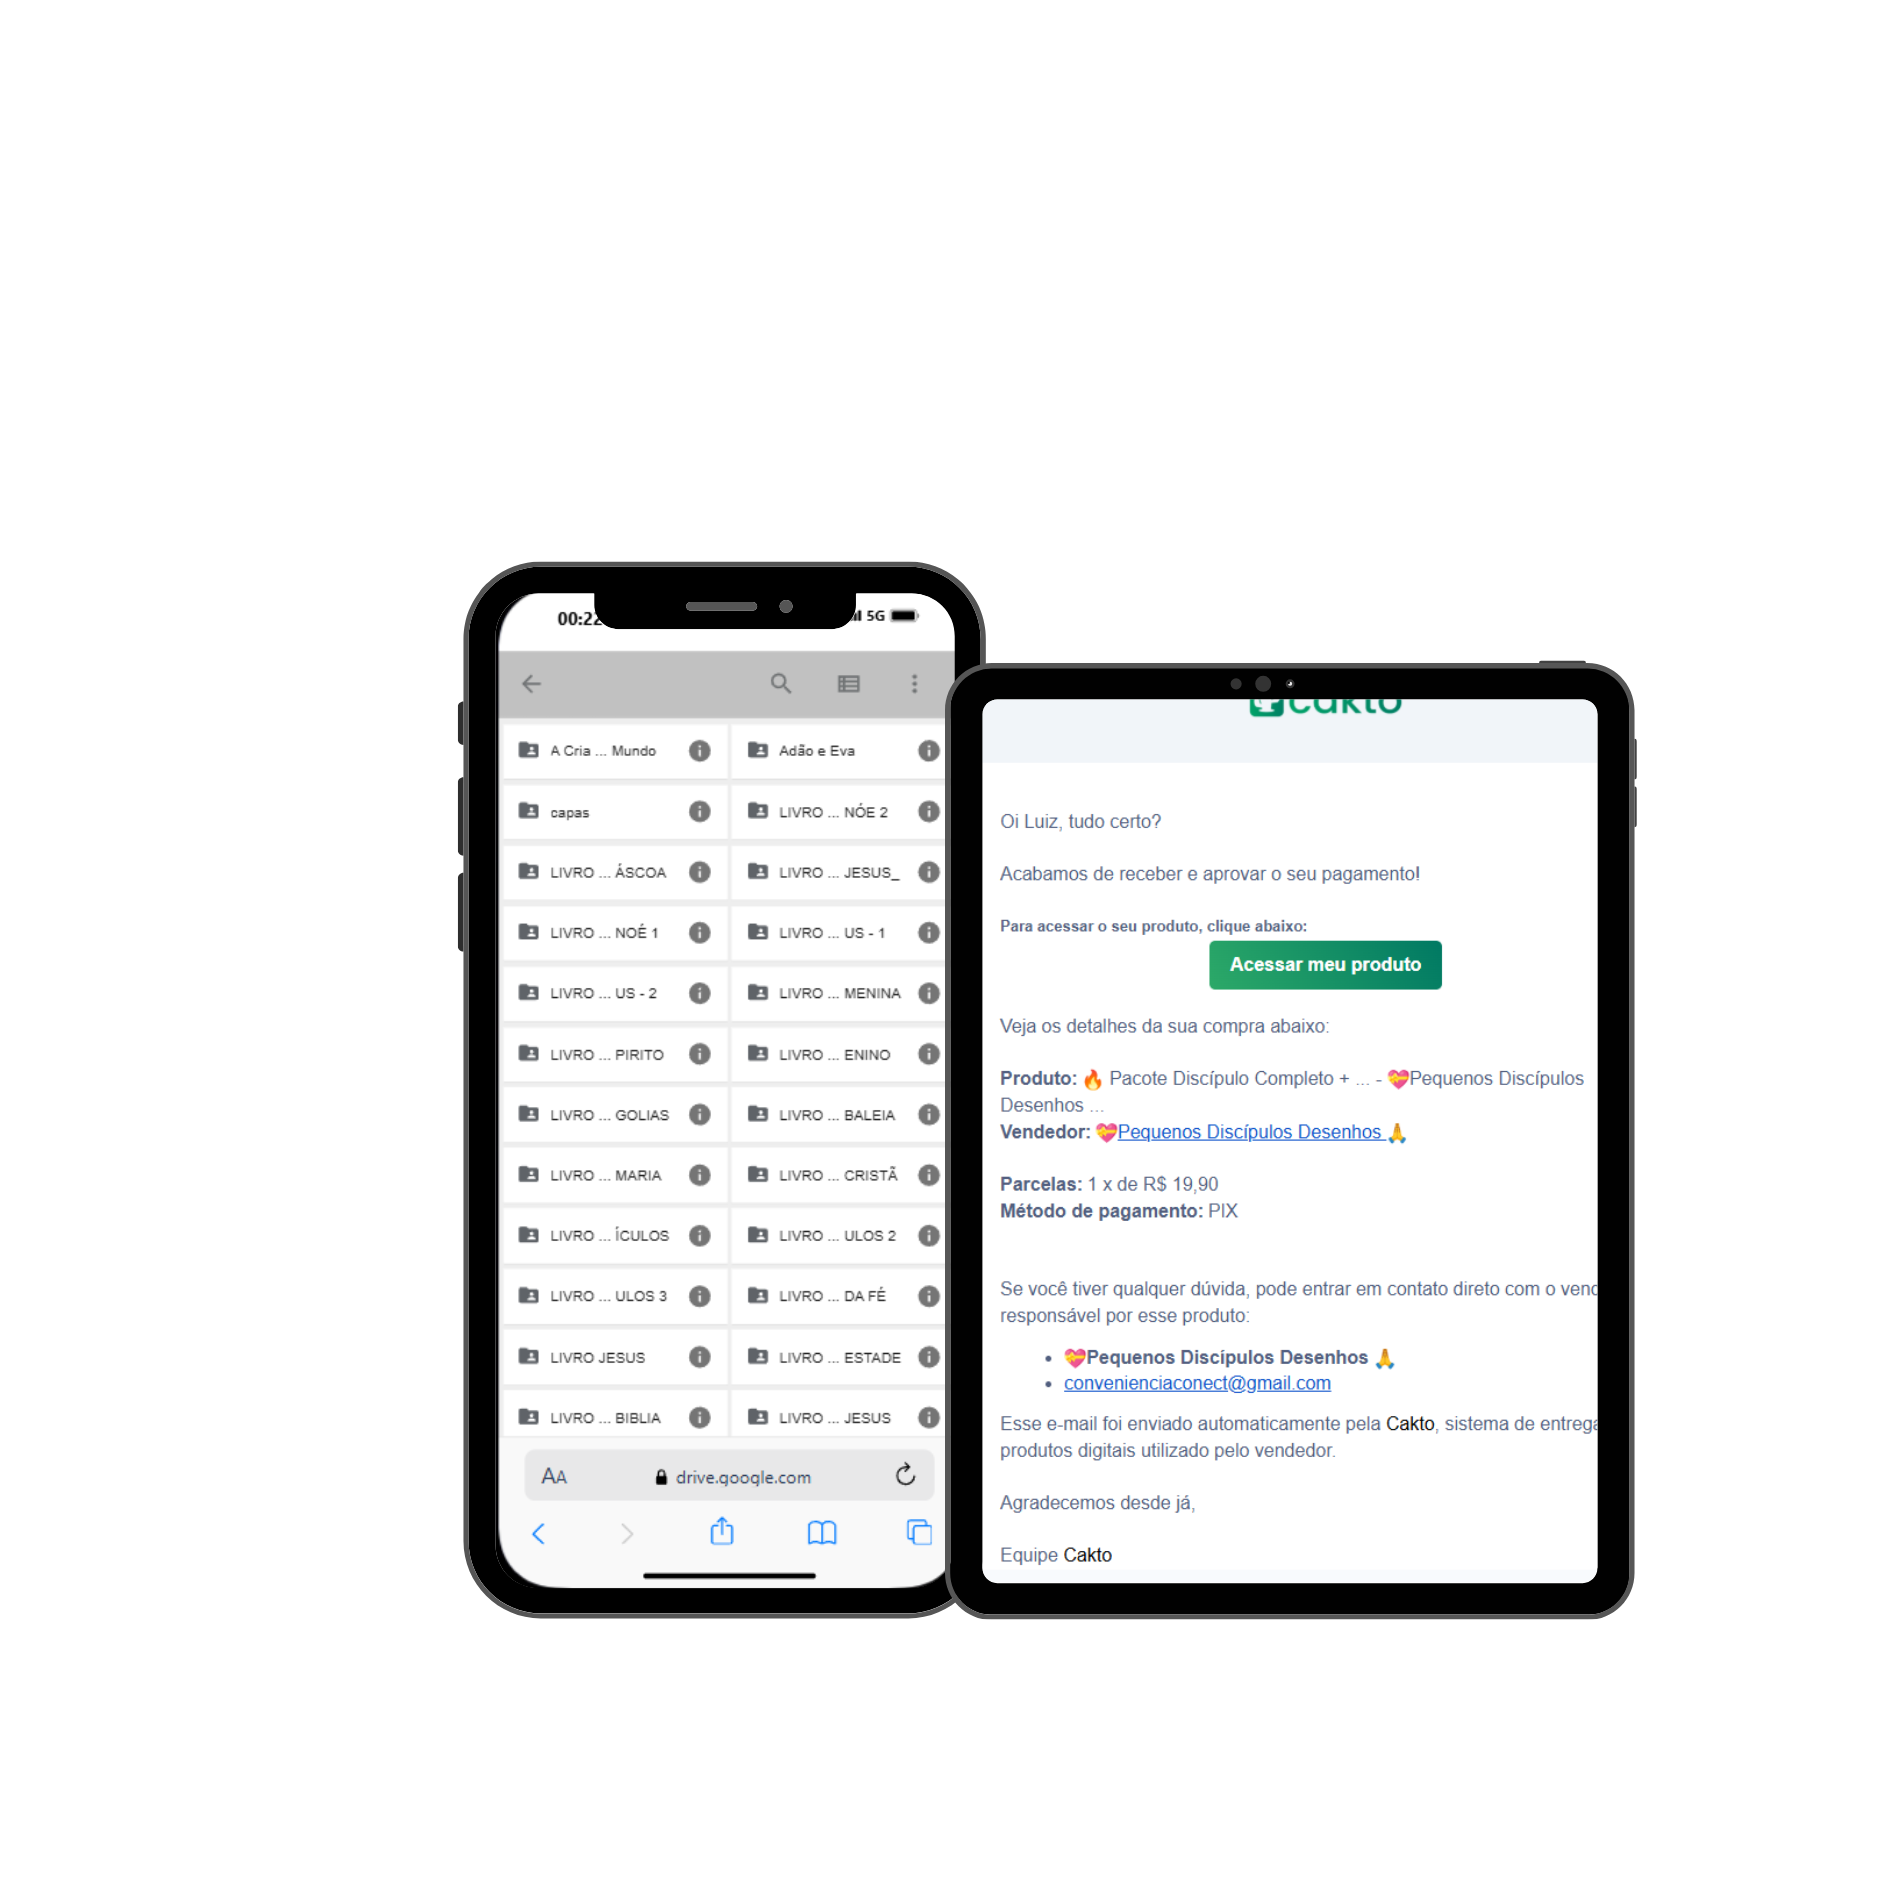 00:22
5G
A Cria ... Mundo
Adão e Eva
capas
LIVRO ... NÓE 2
LIVRO ... ÁSCOA
LIVRO ... JESUS_
LIVRO ... NOÉ 1
LIVRO ... US - 1
LIVRO ... US - 2
LIVRO ... MENINA
LIVRO ... PIRITO
LIVRO ... ENINO
LIVRO ... GOLIAS
LIVRO ... BALEIA
LIVRO ... MARIA
LIVRO ... CRISTÃ
LIVRO ... ÍCULOS
LIVRO ... ULOS 2
LIVRO ... ULOS 3
LIVRO ... DA FÉ
LIVRO JESUS
LIVRO ... ESTADE
LIVRO ... BIBLIA
LIVRO ... JESUS
AA
drive.google.com
cakto
Oi Luiz, tudo certo?
Acabamos de receber e aprovar o seu pagamento!
Para acessar o seu produto, clique abaixo:
Acessar meu produto
Veja os detalhes da sua compra abaixo:
Produto: 🔥 Pacote Discípulo Completo + ... - 💝Pequenos Discípulos
Desenhos ...
Vendedor: 💝Pequenos Discípulos Desenhos 🙏
Parcelas: 1 x de R$ 19,90
Método de pagamento: PIX
Se você tiver qualquer dúvida, pode entrar em contato direto com o venc
responsável por esse produto:
• 💝Pequenos Discípulos Desenhos 🙏
• convenienciaconect@gmail.com
Esse e-mail foi enviado automaticamente pela Cakto, sistema de entrega
produtos digitais utilizado pelo vendedor.
Agradecemos desde já,
Equipe Cakto